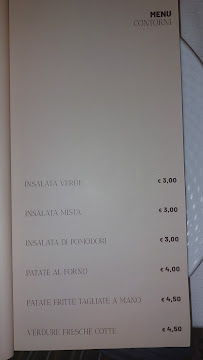 MENU
CONTORNI
INSALATA VERDE € 3,00
INSALATA MISTA € 3,00
INSALATA DI POMODORI € 3,00
PATATE AL FORNO € 4,00
PATATE FRITTE TAGLIATE A MANO € 4,50
VERDURE FRESCHE COTTE € 4,50